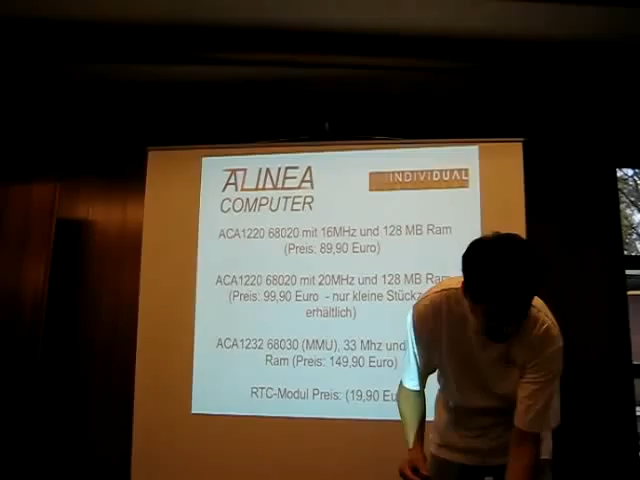 ALINEA
COMPUTER
INDIVIDUAL
ACA1220 68020 mit 16MHz und 128 MB Ram
(Preis: 89,90 Euro)
ACA1220 68020 mit 20MHz und 128 MB Ram
(Preis: 99,90 Euro - nur kleine
erhältlich)
ACA1232 68030 (MMU), 33 Mhz und
Ram (Preis: 149,90 Euro)
RTC-Modul Preis: (19,90